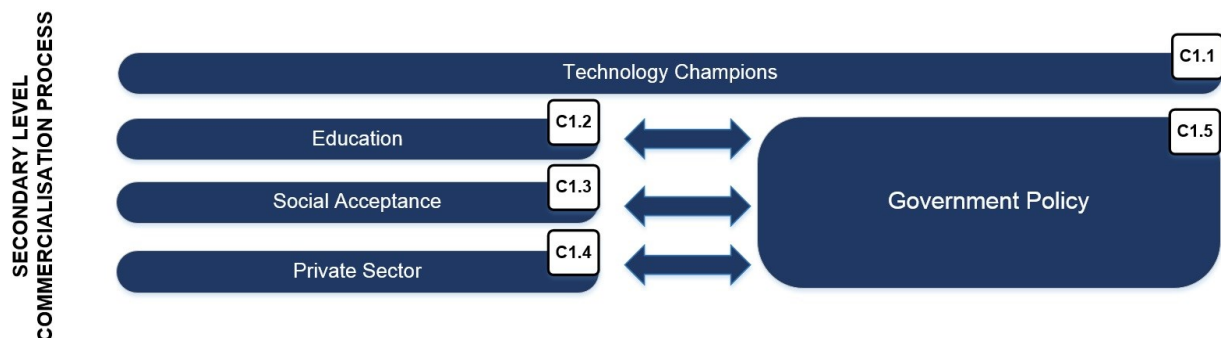 SECONDARY LEVEL
COMMERCIALISATION PROCESS
Technology Champions
C1.1
Education
C1.2
Social Acceptance
C1.3
Private Sector
C1.4
Government Policy
C1.5